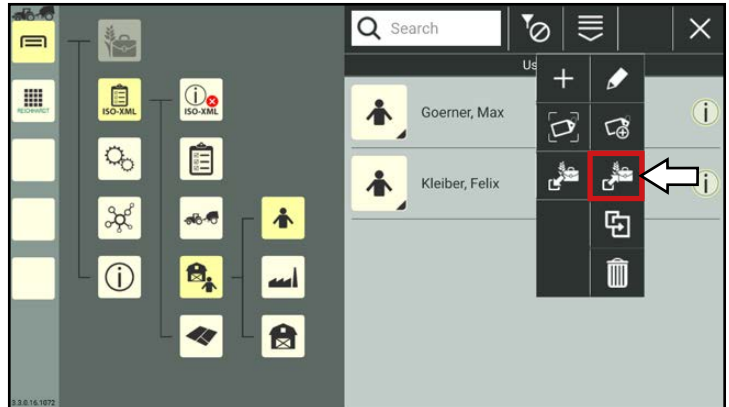 Search
Us
REICHHARDT
ISO-XML
ISO-XML
Goerner, Max
Kleiber, Felix
3.3.0.16.1072